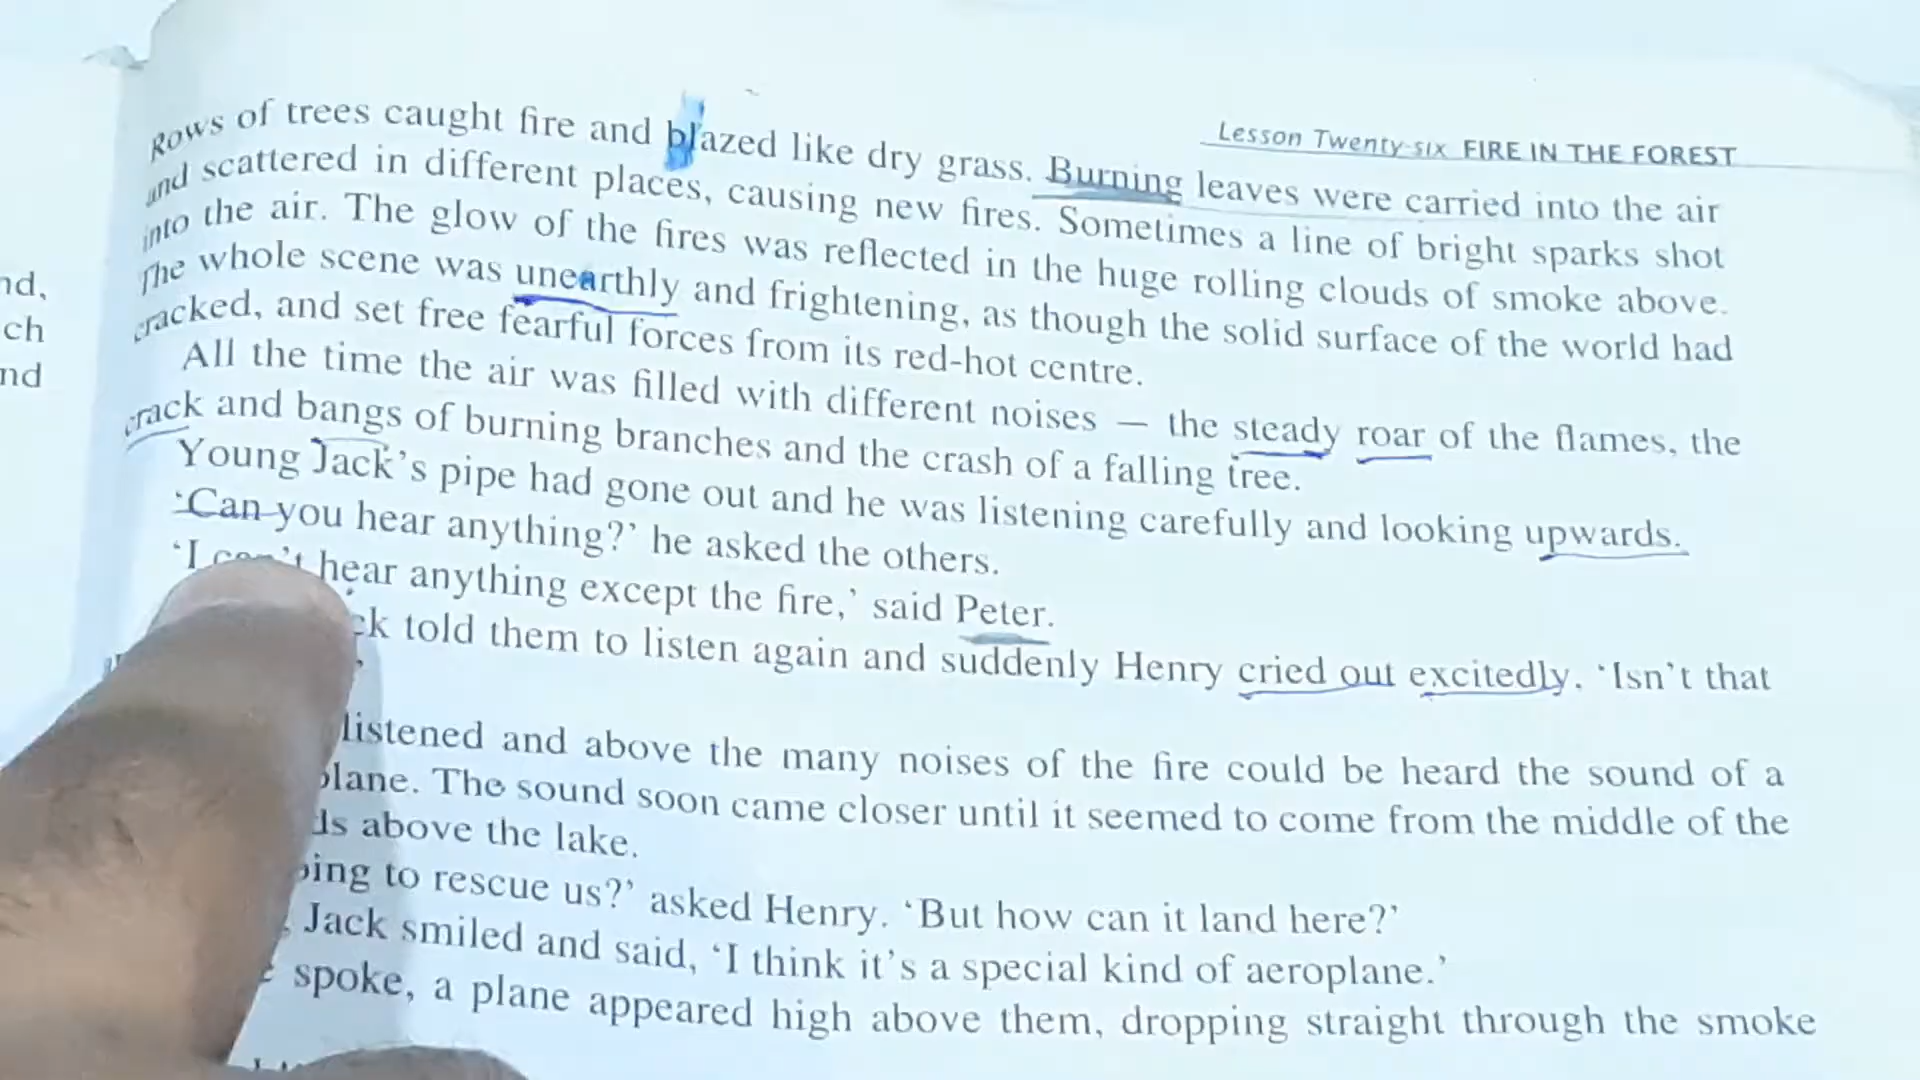 Lesson Twenty-six FIRE IN THE FOREST
Rows of trees caught fire and blazed like dry grass. Burning leaves were carried into the air
and scattered in different places, causing new fires. Sometimes a line of bright sparks shot
into the air. The glow of the fires was reflected in the huge rolling clouds of smoke above.
The whole scene was unearthly and frightening, as though the solid surface of the world had
cracked, and set free fearful forces from its red-hot centre.
All the time the air was filled with different noises — the steady roar of the flames, the
crack and bangs of burning branches and the crash of a falling tree.
Young Jack's pipe had gone out and he was listening carefully and looking upwards.
'Can you hear anything?' he asked the others.
'I can't hear anything except the fire,' said Peter.
ck told them to listen again and suddenly Henry cried out excitedly. 'Isn't that
listened and above the many noises of the fire could be heard the sound of a
plane. The sound soon came closer until it seemed to come from the middle of the
ds above the lake.
ing to rescue us?' asked Henry. 'But how can it land here?'
Jack smiled and said, 'I think it's a special kind of aeroplane.'
spoke, a plane appeared high above them, dropping straight through the smoke
nd,
ch
nd